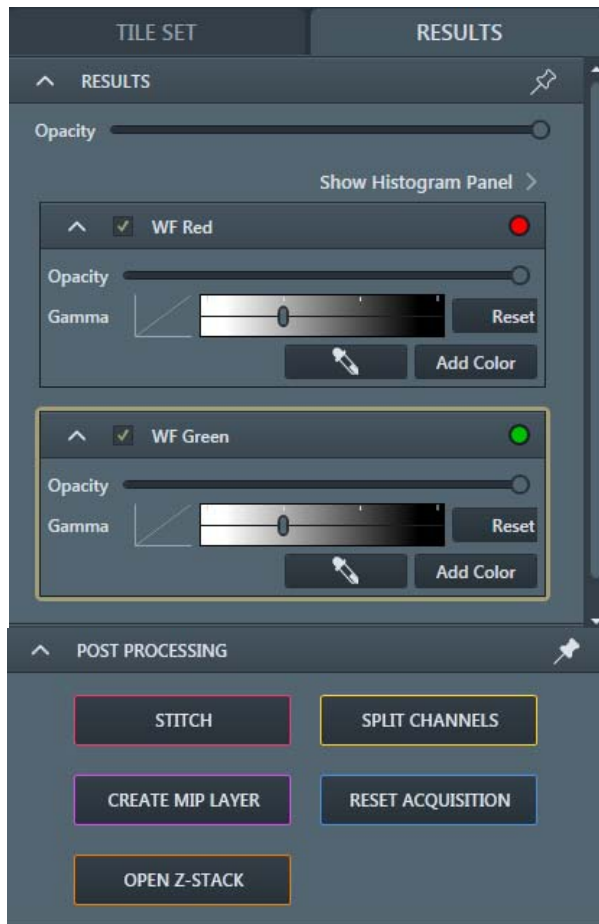 TILE SET RESULTS
RESULTS
Opacity
Show Histogram Panel >
WF Red
Opacity
Gamma Reset
Add Color
WF Green
Opacity
Gamma Reset
Add Color
POST PROCESSING
STITCH SPLIT CHANNELS
CREATE MIP LAYER RESET ACQUISITION
OPEN Z-STACK